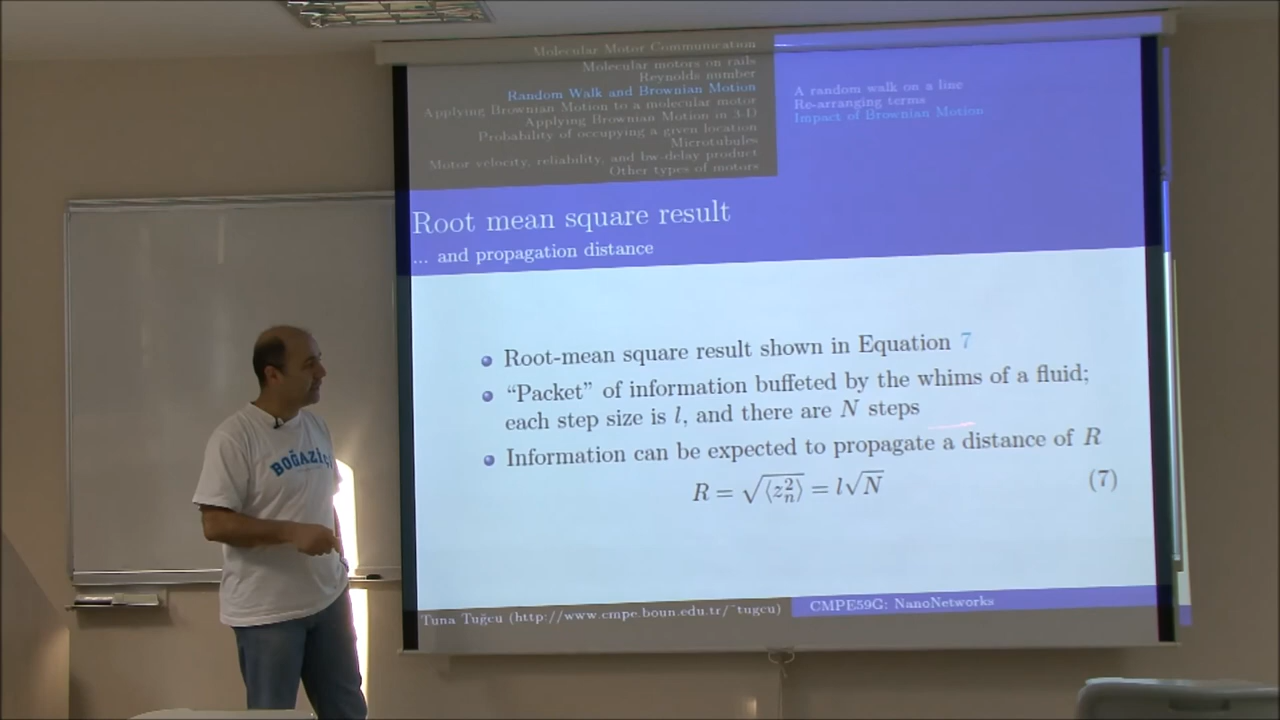 Molecular Motor Communication
Molecular motors on rails
Reynolds number
Random Walk and Brownian Motion
Applying Brownian Motion to a molecular motor
Applying Brownian Motion in 3-D
Probability of occupying a given location
Microtubules
Motor velocity, reliability, and bw-delay product
Other types of motors
A random walk on a line
Re-arranging terms
Impact of Brownian Motion
Root mean square result
... and propagation distance
Root-mean square result shown in Equation 7
“Packet” of information buffeted by the whims of a fluid;
each step size is l, and there are N steps
Information can be expected to propagate a distance of R
R = √⟨z²ₙ⟩ = l√N (7)
Tuna Tuğcu (http://www.cmpe.boun.edu.tr/~tugcu)
CMPE59G: NanoNetworks
BOĞAZİÇİ